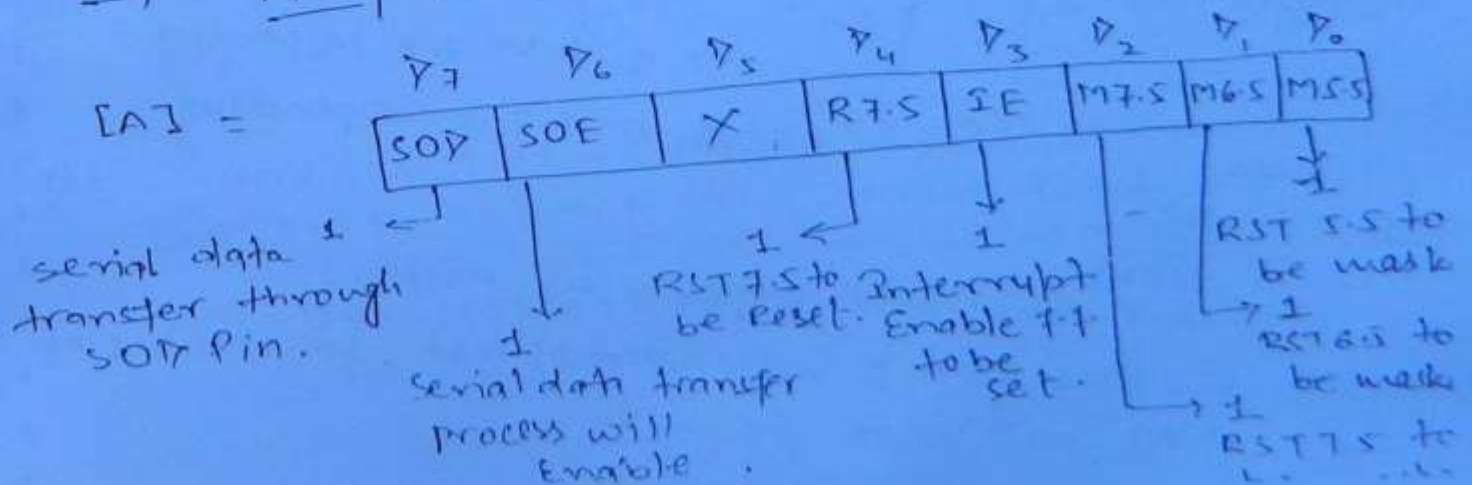 D7 D6 D5 D4 D3 D2 D1 D0
[A] =
SOD SOE X R7.5 IE M7.5 M6.5 M5.5
1
serial data
transfer through
SOD Pin.
1
serial data transfer
process will
Enable.
1
RST 7.5 to
be Reset.
1
Interrupt
Enable f.f.
to be
set.
1
RST 5.5 to
be mask
1
RST 6.5 to
be mask
1
RST 7.5 to